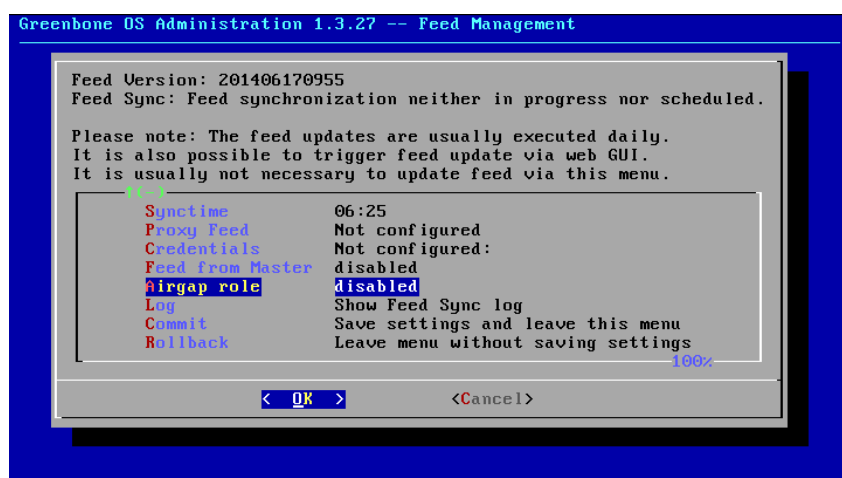 Greenbone OS Administration 1.3.27 -- Feed Management
Feed Version: 201406170955
Feed Sync: Feed synchronization neither in progress nor scheduled.
Please note: The feed updates are usually executed daily.
It is also possible to trigger feed update via web GUI.
It is usually not necessary to update feed via this menu.
↑(-)
Synctime 06:25
Proxy Feed Not configured
Credentials Not configured:
Feed from Master disabled
Airgap role disabled
Log Show Feed Sync log
Commit Save settings and leave this menu
Rollback Leave menu without saving settings
100%
< OK > <Cancel>